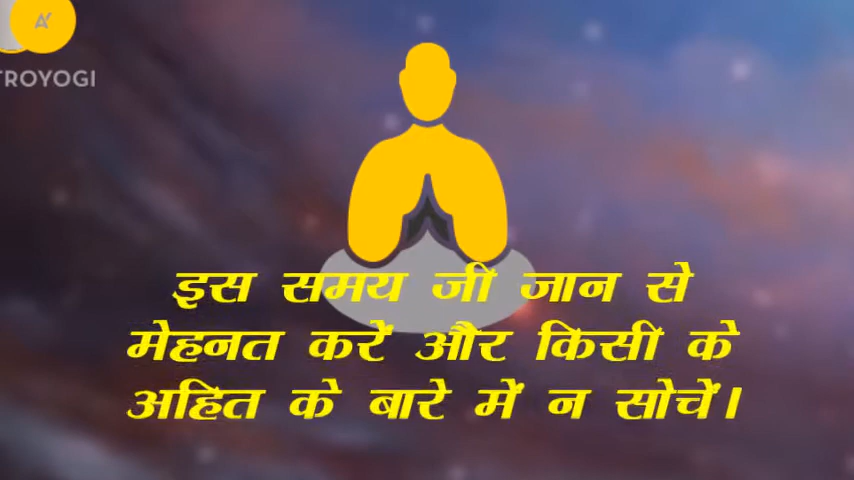 TROYOGI
इस समय जी जान से
मेहनत करें और किसी के
अहित के बारे में न सोचें।